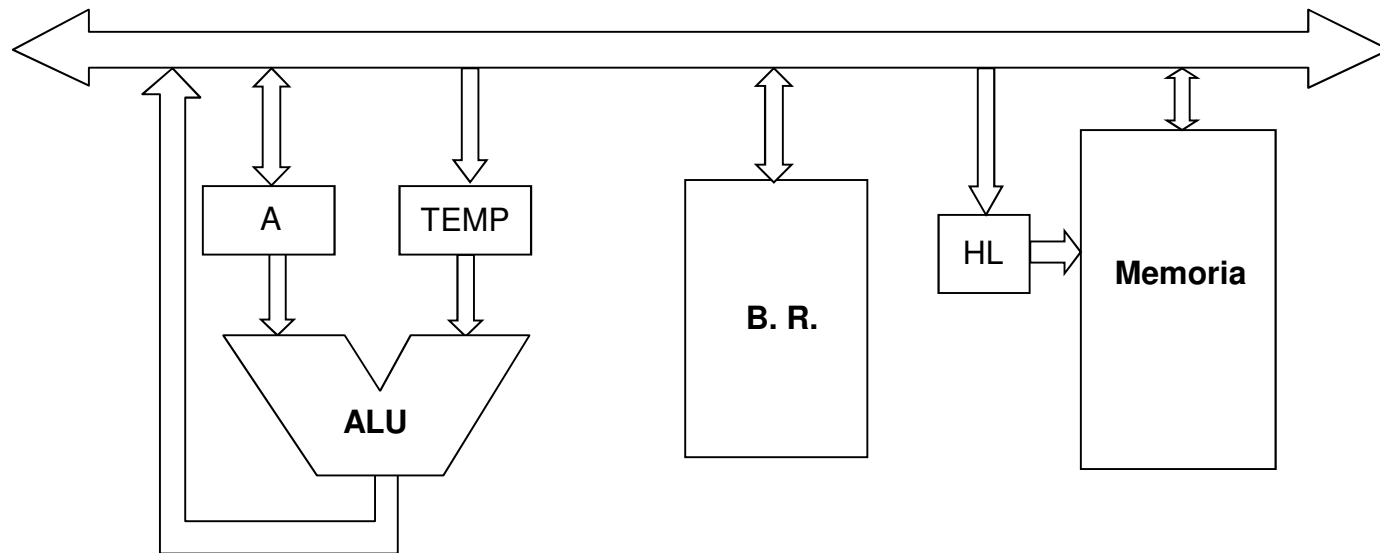 A
TEMP
HL
Memoria
B. R.
ALU